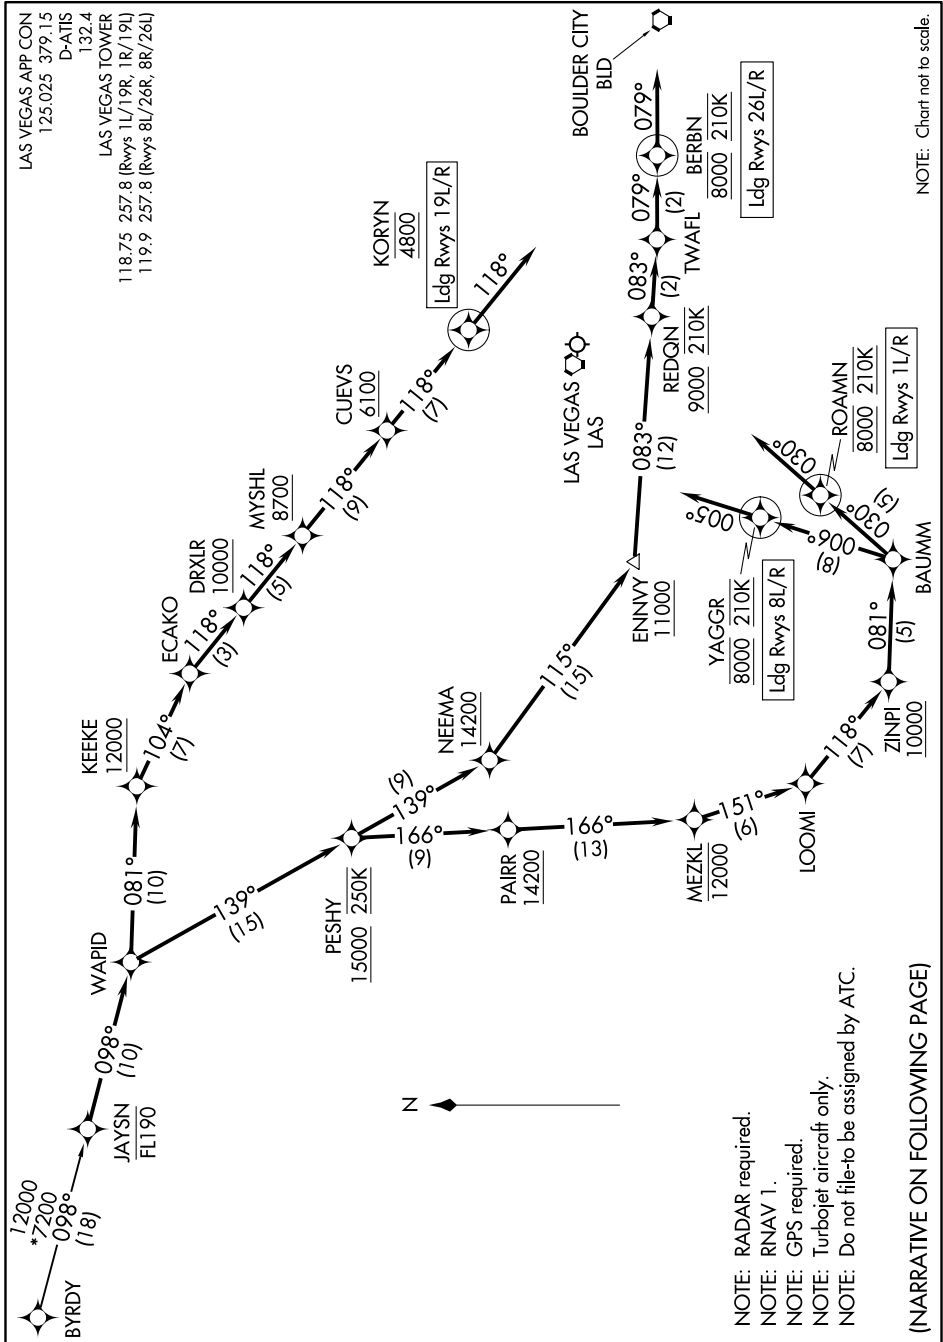 LAS VEGAS APP CON
125.025 379.15
D-ATIS
132.4
LAS VEGAS TOWER
118.75 257.8 (Rwys 1L/19R, 1R/19L)
119.9 257.8 (Rwys 8L/26R, 8R/26L)
12000
*7200
098°
(18)
BYRDY
JAYSN
FL190
098°
(10)
WAPID
081°
(10)
KEEKE
12000
104°
(7)
ECAKO
118°
(3)
DRXLR
10000
118°
(5)
MYSHL
8700
118°
(9)
CUEVS
6100
118°
(7)
KORYN
4800
Ldg Rwys 19L/R
118°
139°
(15)
PESHY
15000 250K
139°
(9)
NEEMA
14200
115°
(15)
ENNVY
11000
083°
(12)
LAS VEGAS
LAS
REDQN
9000 210K
083°
(2)
TWAFL
079°
(2)
BERBN
8000 210K
Ldg Rwys 26L/R
079°
BOULDER CITY
BLD
166°
(9)
PAIRR
14200
166°
(13)
MEZKL
12000
151°
(6)
LOOMI
118°
(7)
ZINPI
10000
081°
(5)
BAUMM
006°
(8)
YAGGR
8000 210K
Ldg Rwys 8L/R
005°
030°
(5)
ROAMN
8000 210K
Ldg Rwys 1L/R
030°
N
NOTE: RADAR required.
NOTE: RNAV 1.
NOTE: GPS required.
NOTE: Turbojet aircraft only.
NOTE: Do not file-to be assigned by ATC.
(NARRATIVE ON FOLLOWING PAGE)
NOTE: Chart not to scale.